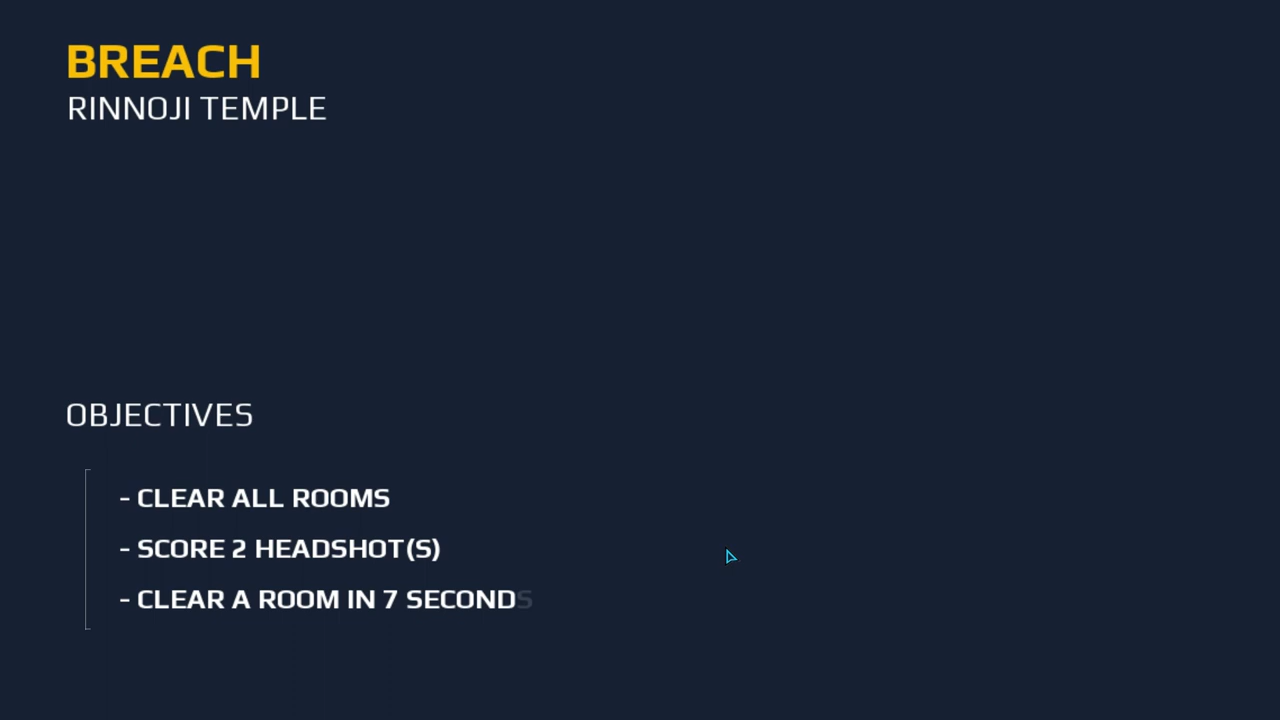 BREACH
RINNOJI TEMPLE
OBJECTIVES
- CLEAR ALL ROOMS
- SCORE 2 HEADSHOT(S)
- CLEAR A ROOM IN 7 SECONDS